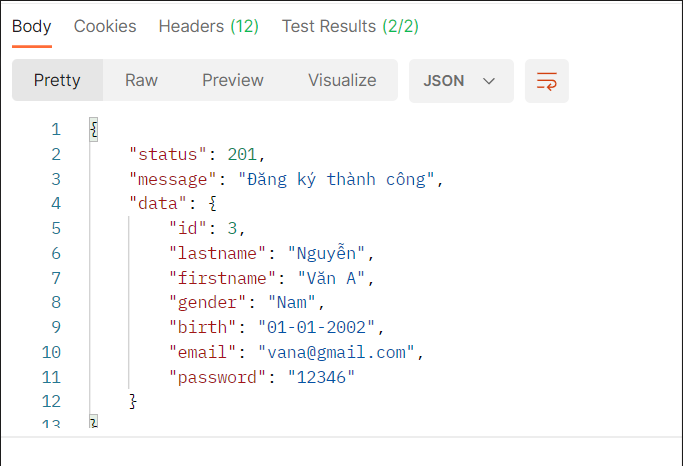 Body Cookies Headers (12) Test Results (2/2)
Pretty Raw Preview Visualize JSON
1 {
2 "status": 201,
3 "message": "Đăng ký thành công",
4 "data": {
5 "id": 3,
6 "lastname": "Nguyễn",
7 "firstname": "Văn A",
8 "gender": "Nam",
9 "birth": "01-01-2002",
10 "email": "vana@gmail.com",
11 "password": "12346"
12 }
13 }